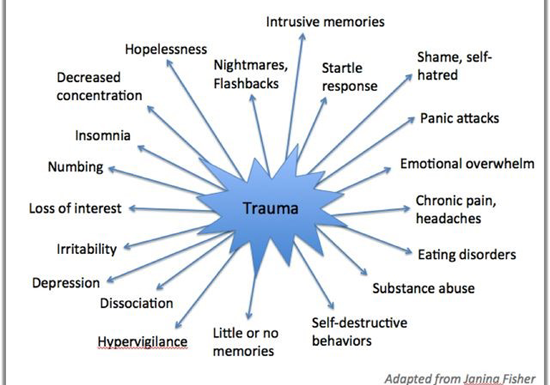 Intrusive memories
Hopelessness
Nightmares,
Flashbacks
Startle
response
Shame, self-
hatred
Decreased
concentration
Panic attacks
Insomnia
Emotional overwhelm
Numbing
Trauma
Chronic pain,
headaches
Loss of interest
Irritability
Eating disorders
Depression
Substance abuse
Dissociation
Hypervigilance
Little or no
memories
Self-destructive
behaviors
Adapted from Janina Fisher